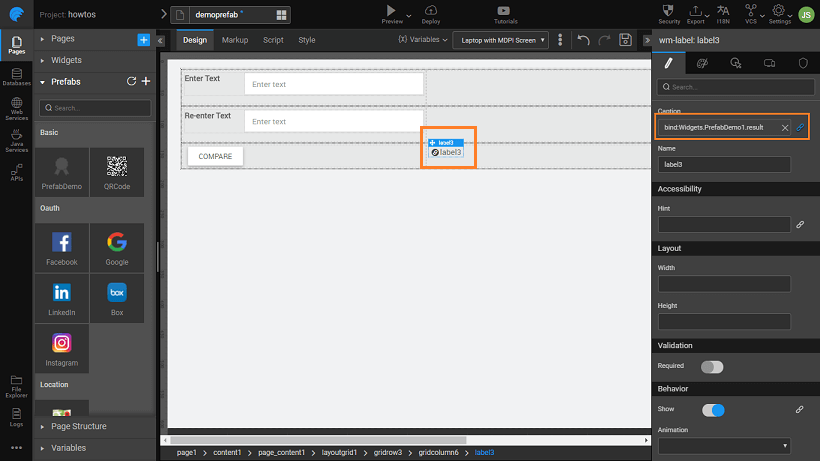 Project: howtos
demoprefab *
Preview
Deploy
Tutorials
Security
Export
I18N
VCS
Settings
JS
Pages
Databases
Web
Services
Java
Services
APIs
File
Explorer
Logs
Pages
Widgets
Prefabs
Search...
Basic
PrefabDemo
QRCode
Oauth
Facebook
Google
LinkedIn
box
Box
Instagram
Location
Page Structure
Variables
Design
Markup
Script
Style
{x} Variables
Laptop with MDPI Screen
Enter Text
Enter text
Re-enter Text
Enter text
COMPARE
label3
label3
page1 > content1 > page_content1 > layoutgrid1 > gridrow3 > gridcolumn6 > label3
wm-label: label3
Search...
Caption
bind:Widgets.PrefabDemo1.result
Name
label3
Accessibility
Hint
Layout
Width
Height
Validation
Required
Behavior
Show
Animation